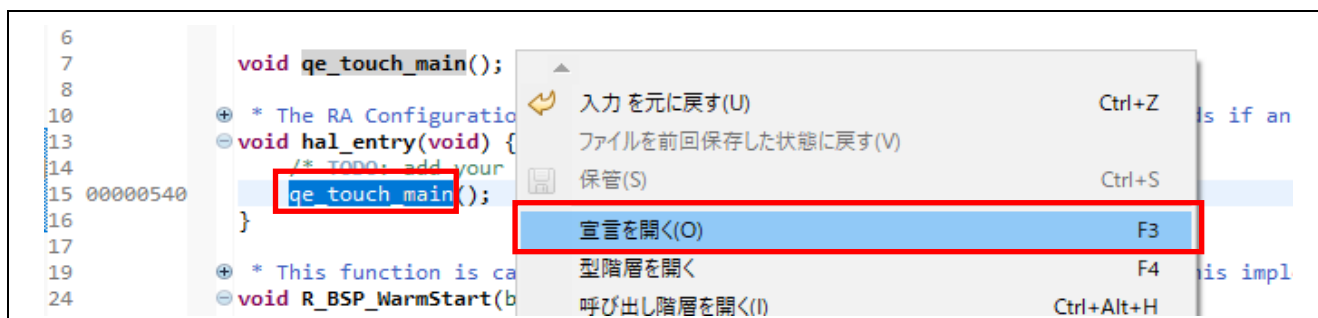 6
7 void qe_touch_main();
8
10 * The RA Configuratio
13 void hal_entry(void) {
14 /* TODO: add your
15 00000540 qe_touch_main();
16 }
17
19 * This function is ca
24 void R_BSP_WarmStart(b
入力 を元に戻す(U) Ctrl+Z
ファイルを前回保存した状態に戻す(V)
保管(S) Ctrl+S
宣言を開く(O) F3
型階層を開く F4
呼び出し階層を開く(I) Ctrl+Alt+H
ds if an
his impl